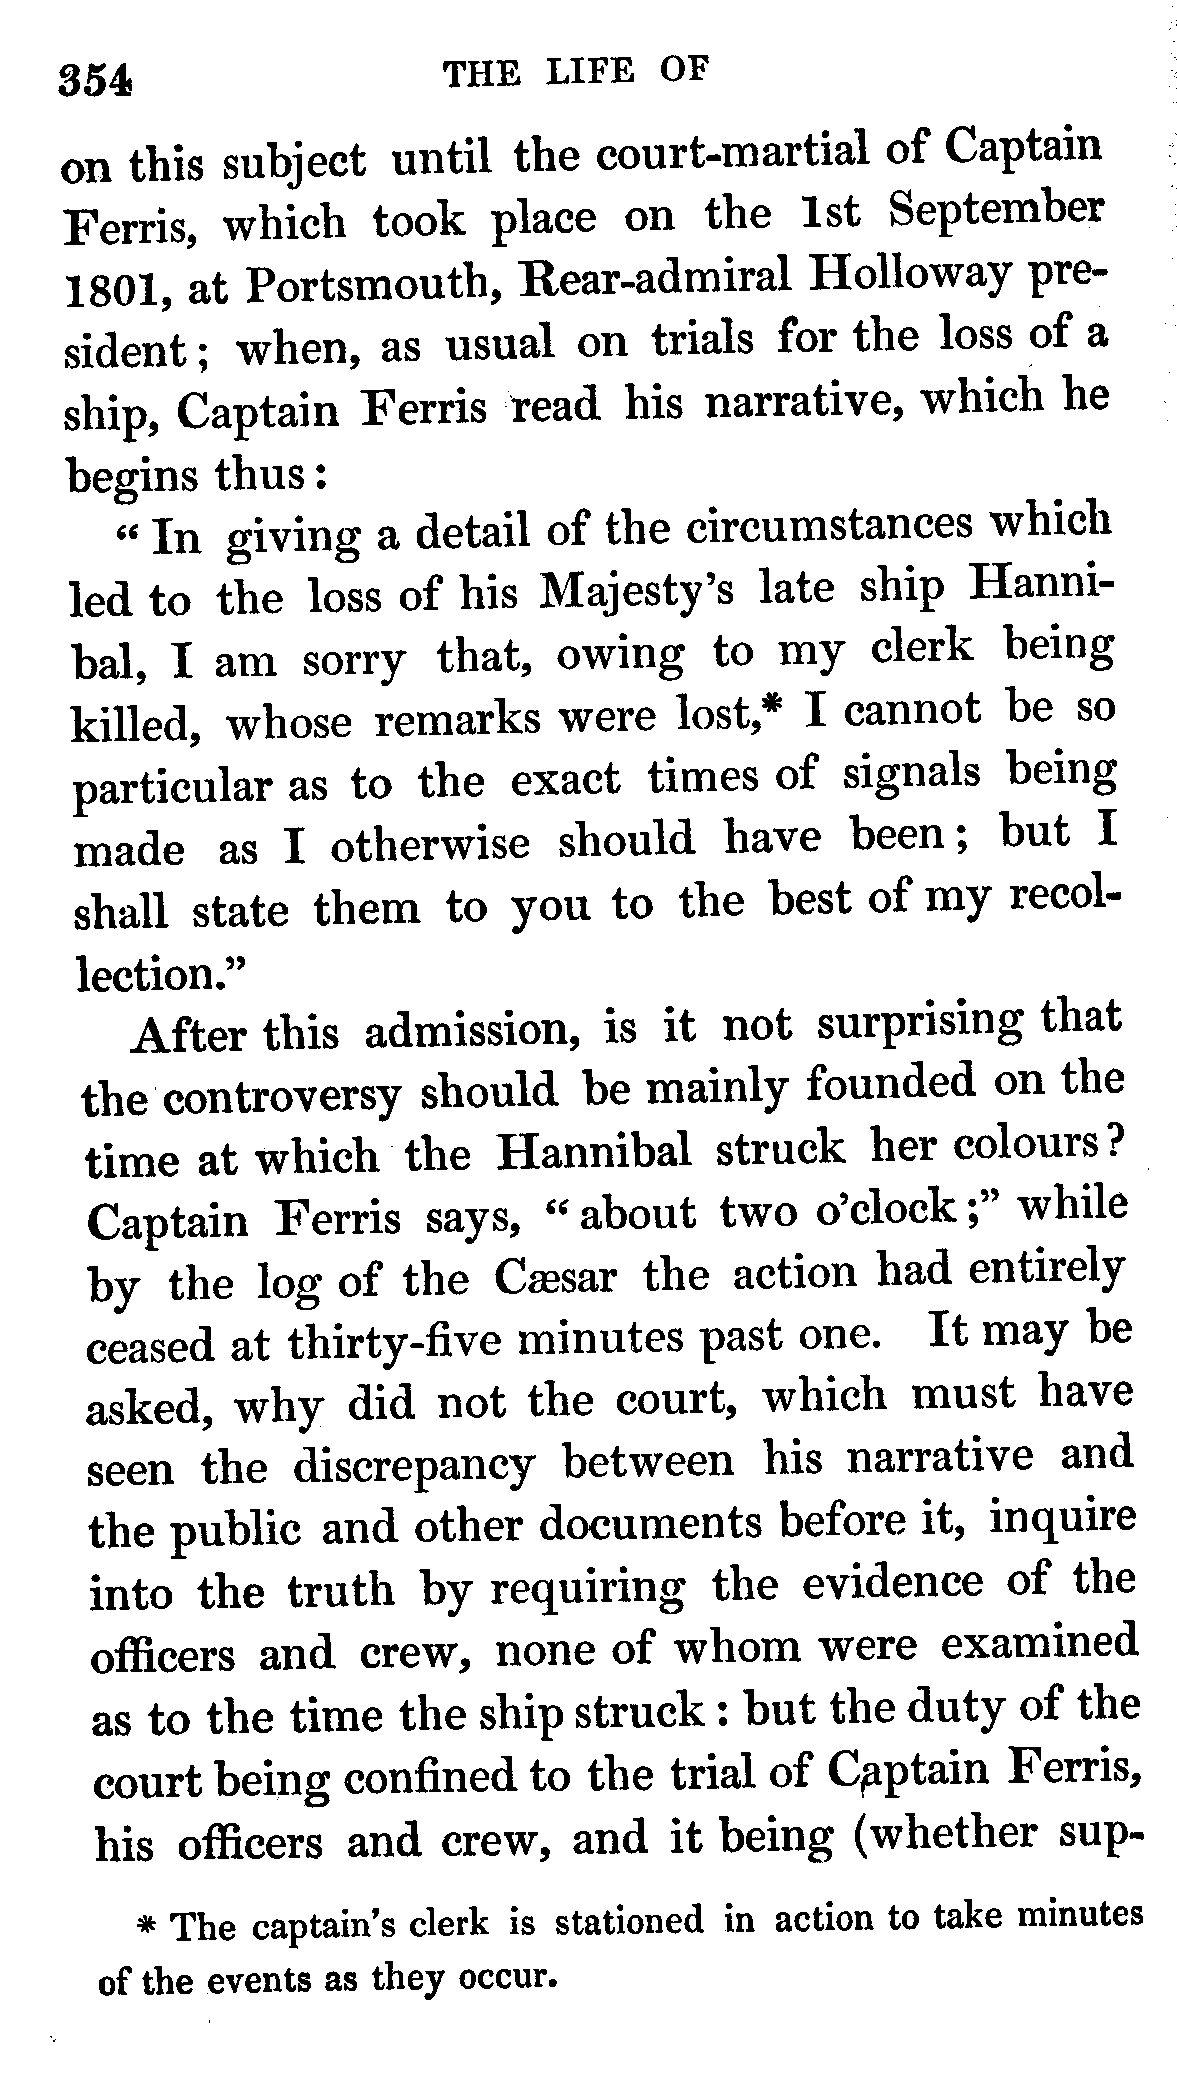 354 THE LIFE OF
on this subject until the court-martial of Captain
Ferris, which took place on the 1st September
1801, at Portsmouth, Rear-admiral Holloway pre-
sident; when, as usual on trials for the loss of a
ship, Captain Ferris read his narrative, which he
begins thus:
“In giving a detail of the circumstances which
led to the loss of his Majesty’s late ship Hanni-
bal, I am sorry that, owing to my clerk being
killed, whose remarks were lost,* I cannot be so
particular as to the exact times of signals being
made as I otherwise should have been; but I
shall state them to you to the best of my recol-
lection.”
After this admission, is it not surprising that
the controversy should be mainly founded on the
time at which the Hannibal struck her colours?
Captain Ferris says, “about two o’clock;” while
by the log of the Cæsar the action had entirely
ceased at thirty-five minutes past one. It may be
asked, why did not the court, which must have
seen the discrepancy between his narrative and
the public and other documents before it, inquire
into the truth by requiring the evidence of the
officers and crew, none of whom were examined
as to the time the ship struck: but the duty of the
court being confined to the trial of Captain Ferris,
his officers and crew, and it being (whether sup-
* The captain’s clerk is stationed in action to take minutes
of the events as they occur.